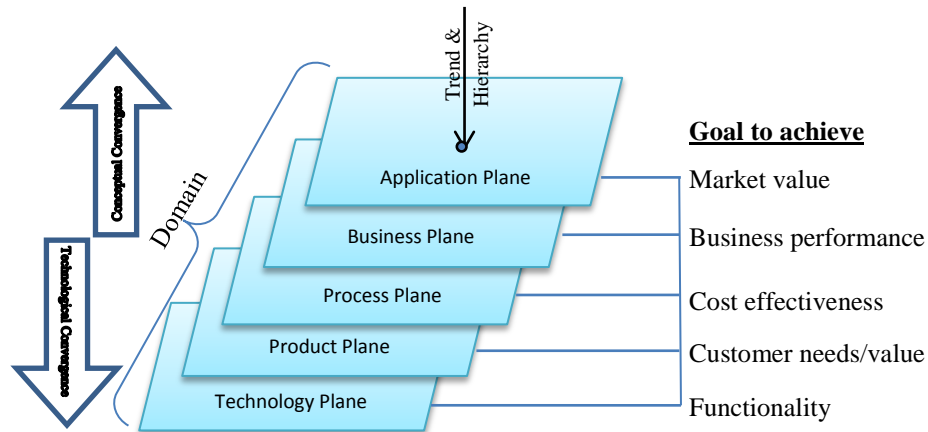 Trend &
Hierarchy
Conceptual Convergence
Technological Convergence
Domain
Goal to achieve
Application Plane
Market value
Business Plane
Business performance
Process Plane
Cost effectiveness
Product Plane
Customer needs/value
Technology Plane
Functionality